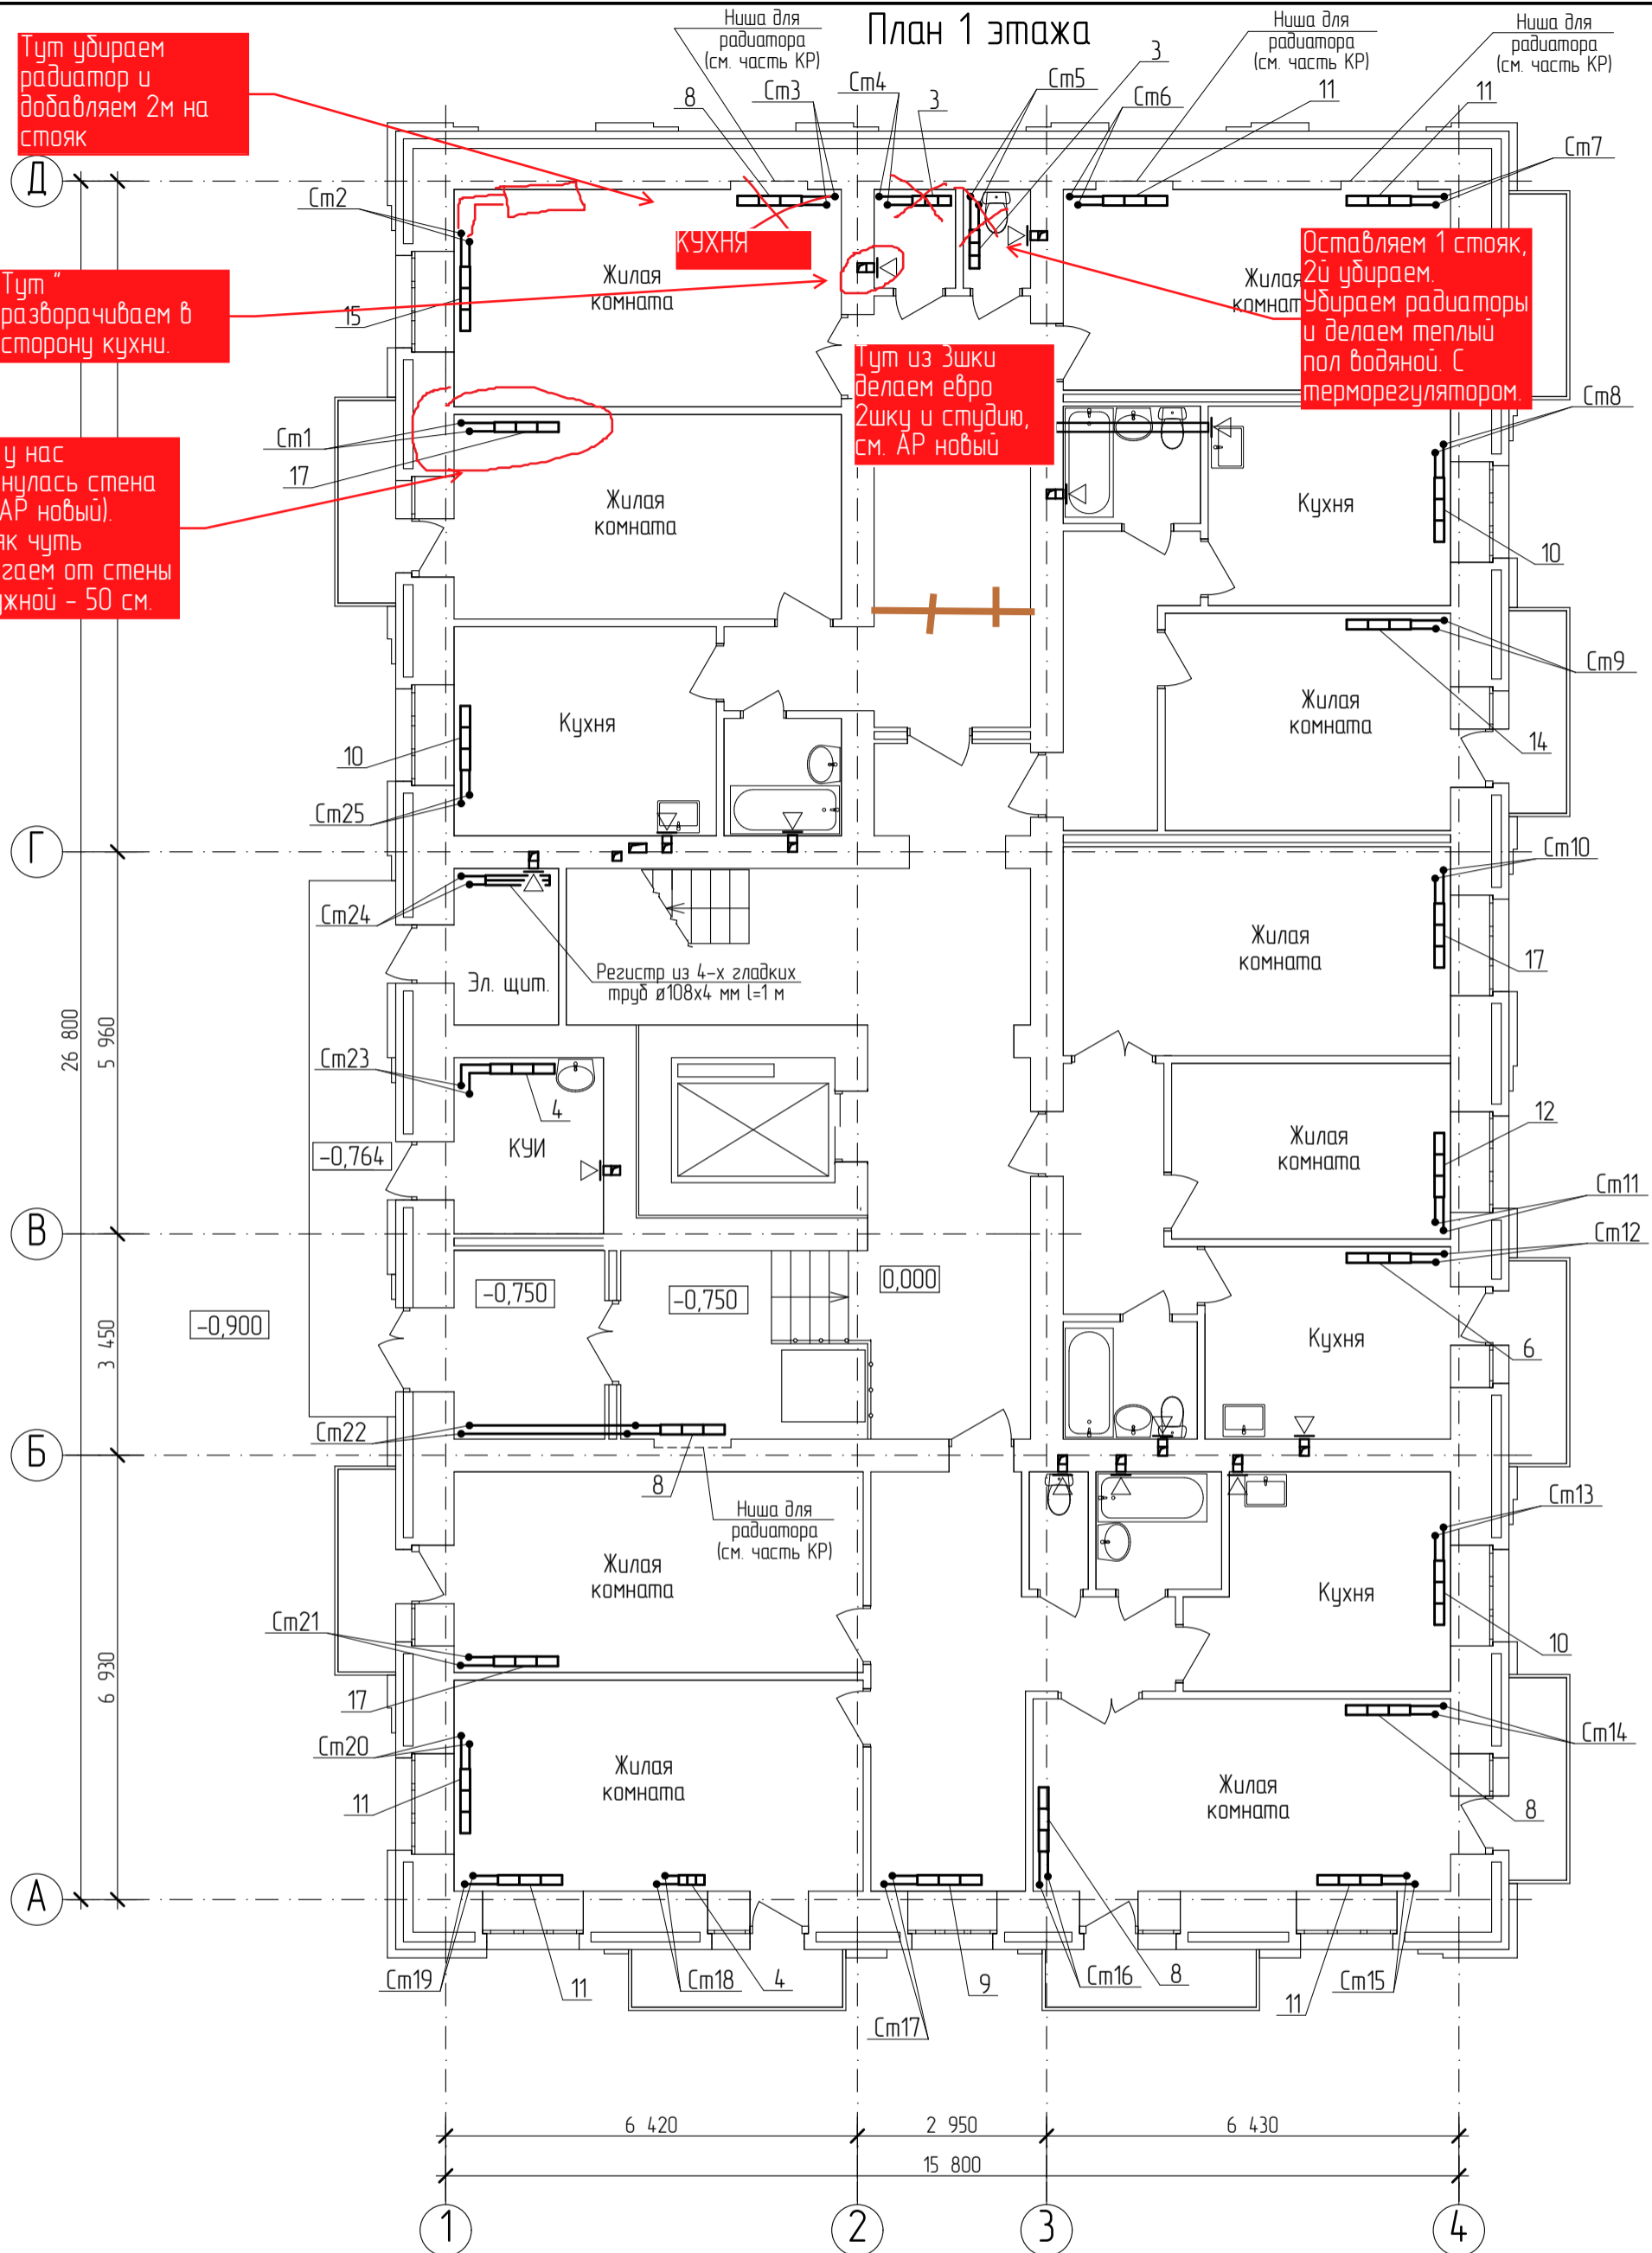 План 1 этажа
Ниша для
радиатора
(см. часть КР)
Ниша для
радиатора
(см. часть КР)
Ниша для
радиатора
(см. часть КР)
Тут убираем
радиатор и
добавляем 2м на
стояк
8
Ст3
Ст4
3
Ст5
3
Ст6
11
11
Ст7
Д
Ст2
КУХНЯ
Жилая
комната
15
Тут "
разворачиваем в
сторону кухни.
Жилая
комнат
Оставляем 1 стояк,
2й убираем.
Убираем радиаторы
и делаем теплый
пол водяной. С
терморегулятором.
Тут из 3шки
делаем евро
2шку и студию,
см. АР новый
Ст8
Ст1
17
у нас
нулась стена
АР новый).
як чуть
гаем от стены
жной - 50 см.
Жилая
комната
Кухня
10
Ст9
Жилая
комната
14
Кухня
10
Ст25
Г
Ст10
Ст24
Эл. щит.
Регистр из 4-х гладких
труб ø108х4 мм l=1 м
Жилая
комната
17
26 800
5 960
Ст23
4
КУИ
-0,764
Жилая
комната
12
Ст11
В
Ст12
-0,750
-0,750
0,000
-0,900
3 450
Кухня
6
Ст22
Б
8
Ниша для
радиатора
(см. часть КР)
Ст13
Жилая
комната
Кухня
10
Ст21
17
6 930
Ст20
Ст14
Жилая
комната
11
Жилая
комната
8
А
Ст19
11
Ст18
4
9
Ст17
Ст16
8
11
Ст15
6 420
2 950
6 430
15 800
1
2
3
4